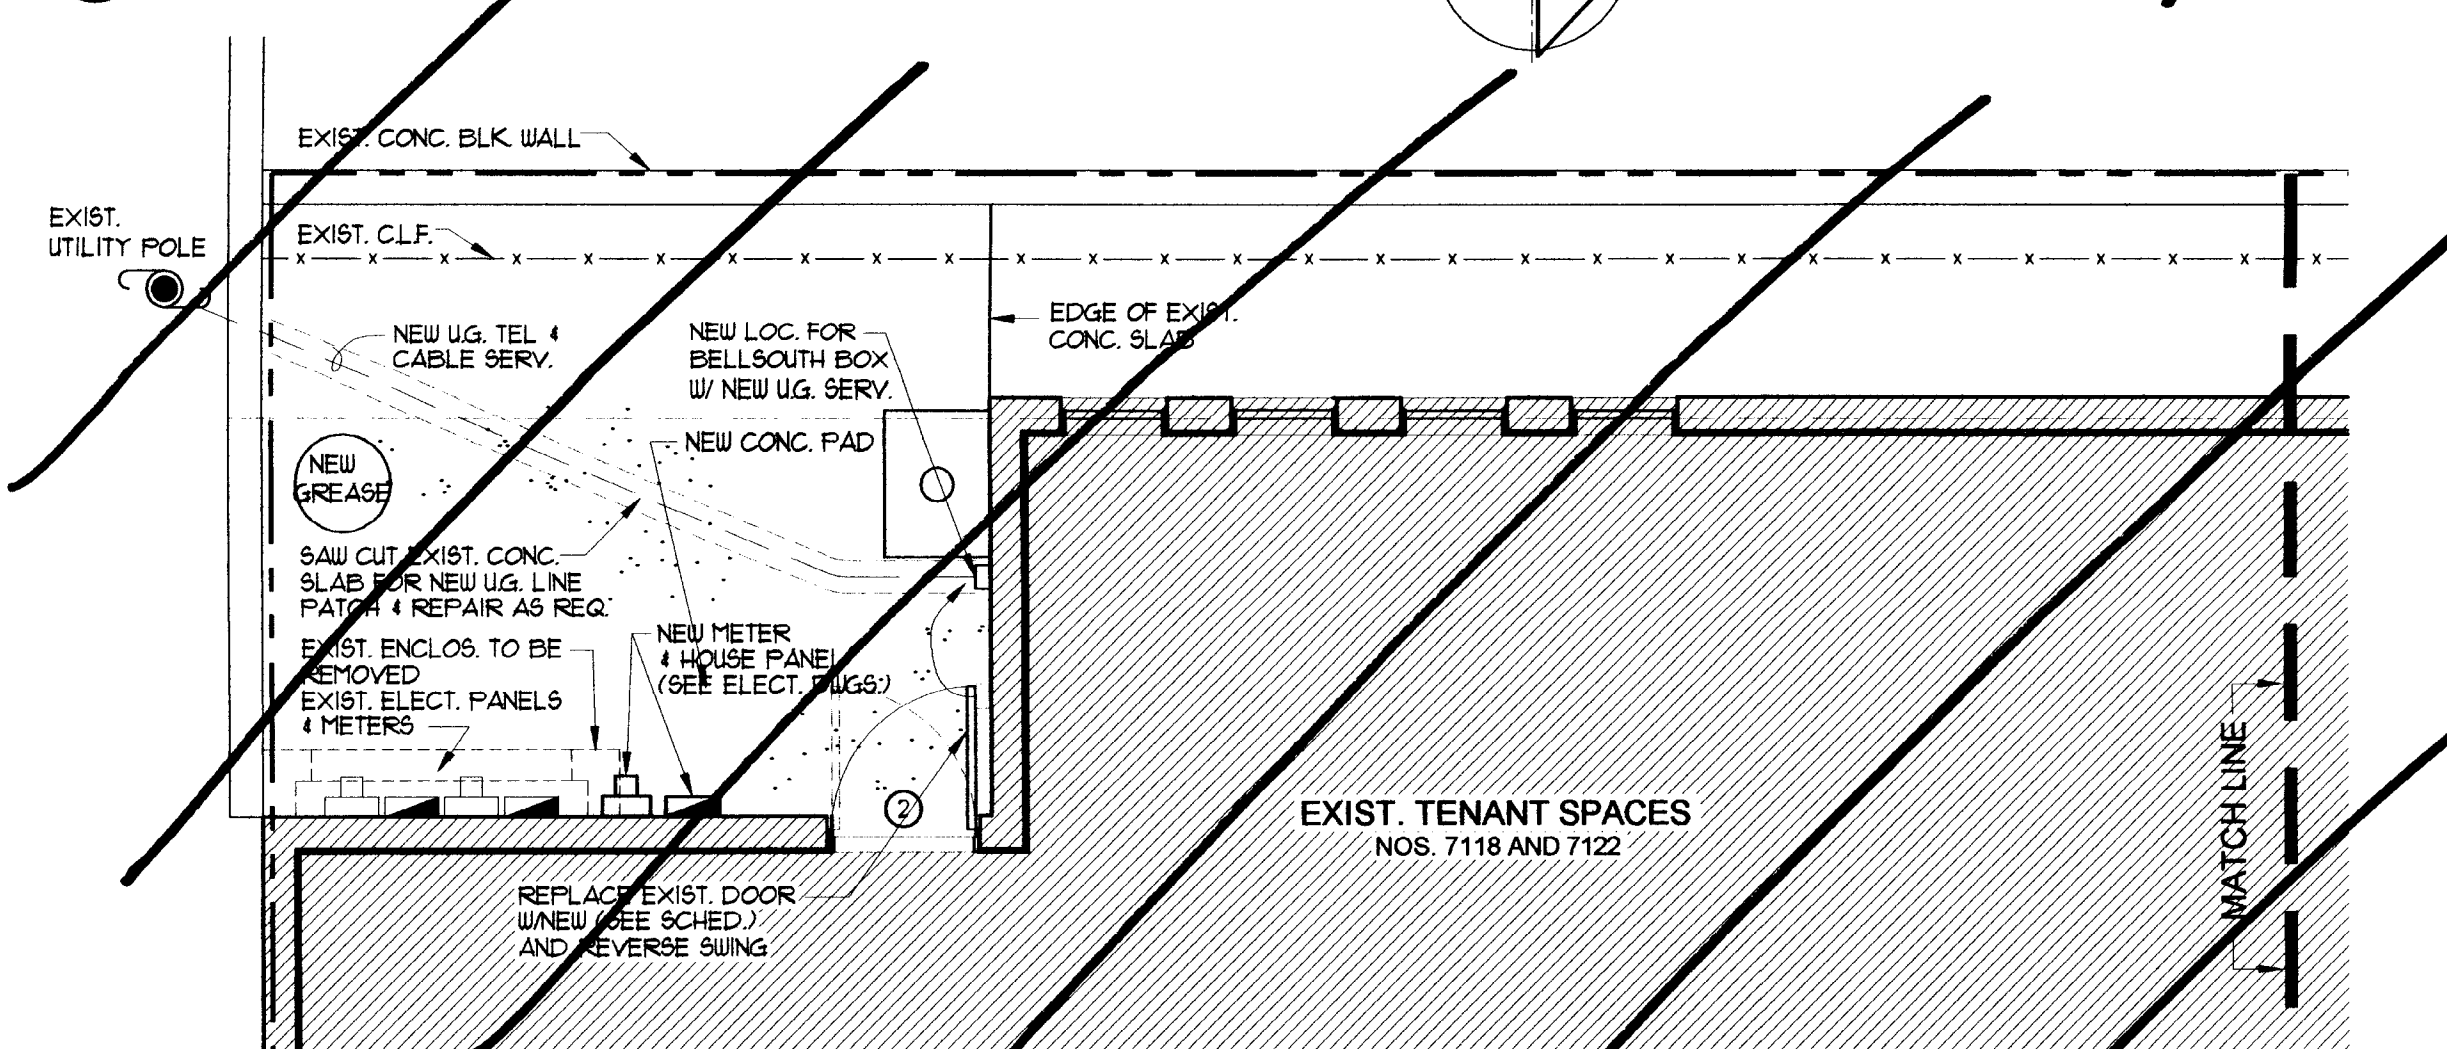 EXIST. CONC. BLK. WALL
EXIST.
UTILITY POLE
EXIST. C.L.F.
EDGE OF EXIST.
CONC. SLAB
NEW U.G. TEL &
CABLE SERV.
NEW LOC. FOR
BELLSOUTH BOX
W/ NEW U.G. SERV.
NEW CONC. PAD
NEW
GREASE
SAW CUT EXIST. CONC.
SLAB FOR NEW U.G. LINE
PATCH & REPAIR AS REQ.
EXIST. ENCLOS. TO BE
REMOVED
EXIST. ELECT. PANELS
& METERS
NEW METER
& HOUSE PANEL
(SEE ELECT. DWGS.)
2
REPLACE EXIST. DOOR
W/NEW (SEE SCHED.)
AND REVERSE SWING
EXIST. TENANT SPACES
NOS. 7118 AND 7122
MATCH LINE